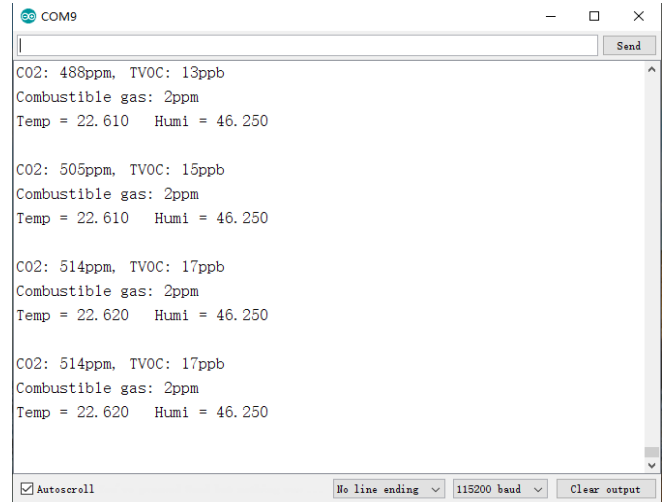 COM9
Send
CO2: 488ppm, TVOC: 13ppb
Combustible gas: 2ppm
Temp = 22.610   Humi = 46.250
CO2: 505ppm, TVOC: 15ppb
Combustible gas: 2ppm
Temp = 22.610   Humi = 46.250
CO2: 514ppm, TVOC: 17ppb
Combustible gas: 2ppm
Temp = 22.620   Humi = 46.250
CO2: 514ppm, TVOC: 17ppb
Combustible gas: 2ppm
Temp = 22.620   Humi = 46.250
Autoscroll No line ending 115200 baud Clear output